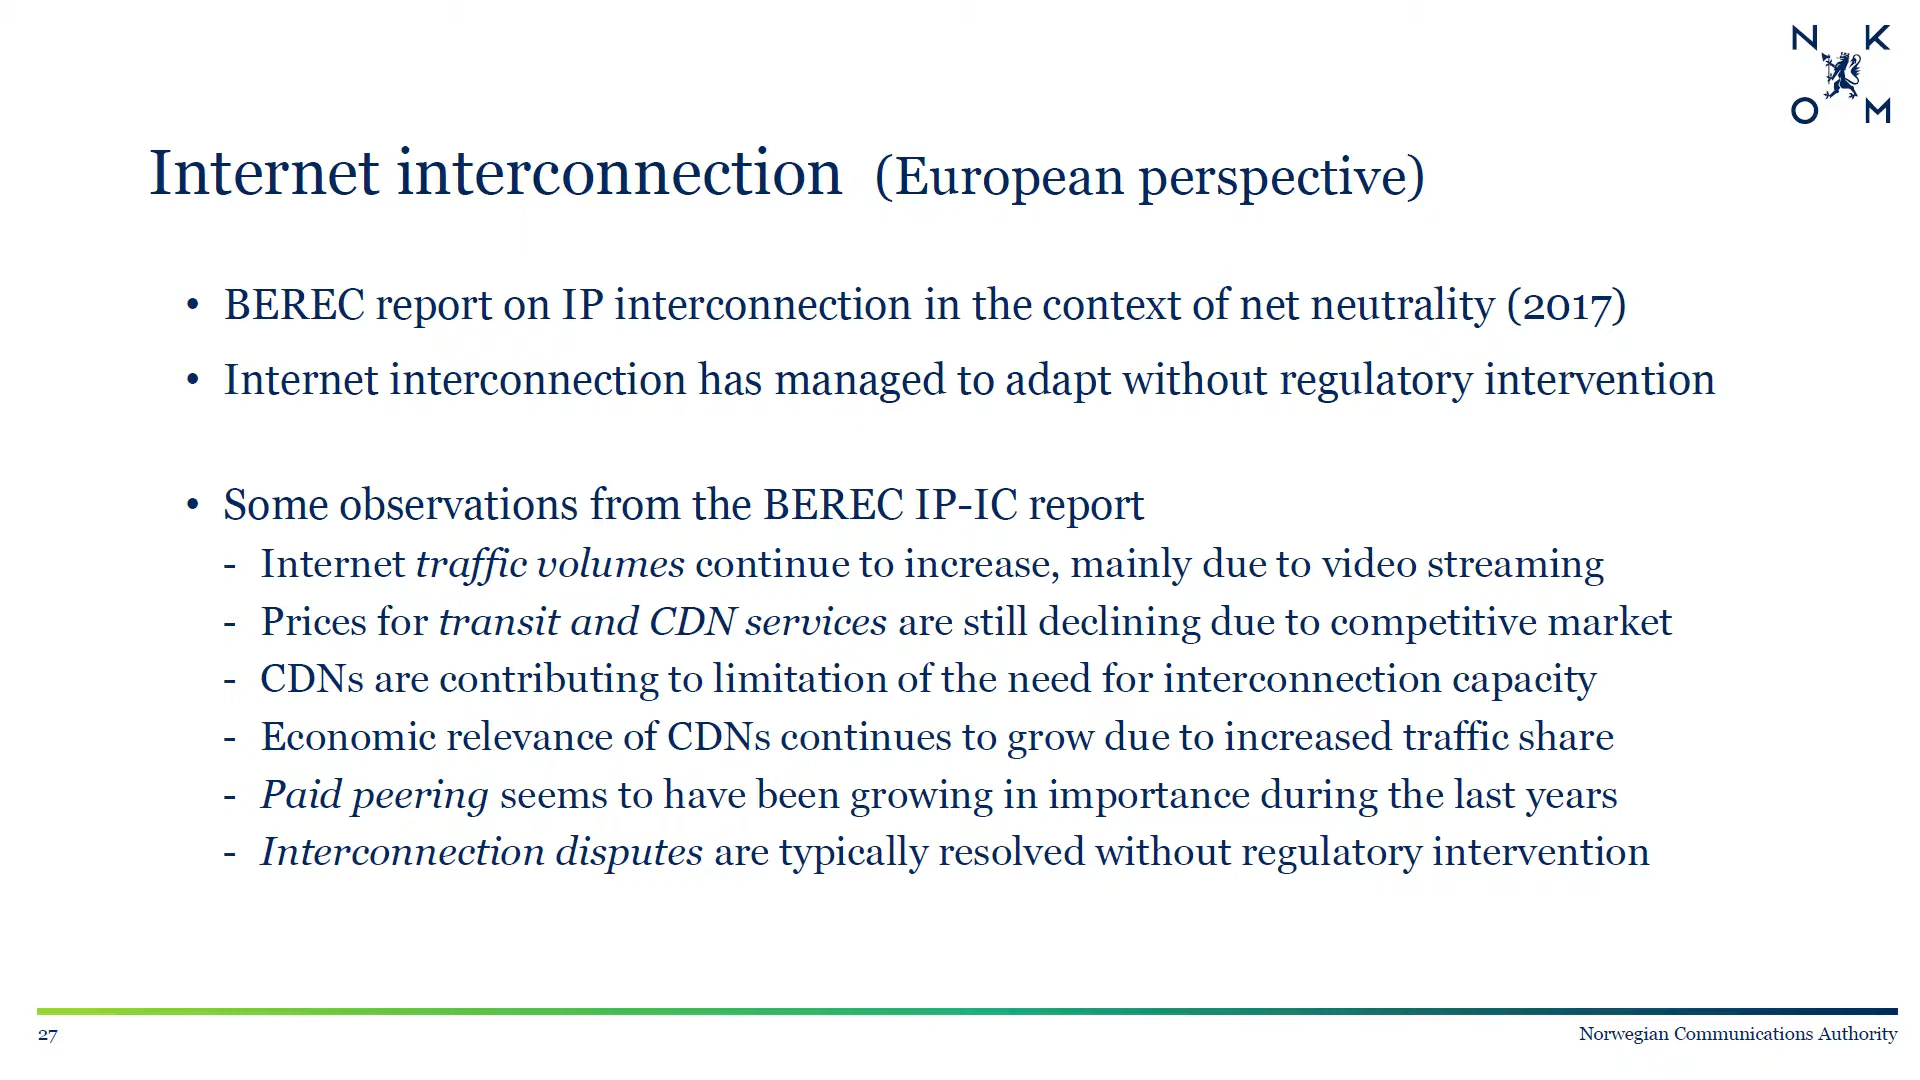 N K
O M
Internet interconnection (European perspective)
• BEREC report on IP interconnection in the context of net neutrality (2017)
• Internet interconnection has managed to adapt without regulatory intervention
• Some observations from the BEREC IP-IC report
- Internet traffic volumes continue to increase, mainly due to video streaming
- Prices for transit and CDN services are still declining due to competitive market
- CDNs are contributing to limitation of the need for interconnection capacity
- Economic relevance of CDNs continues to grow due to increased traffic share
- Paid peering seems to have been growing in importance during the last years
- Interconnection disputes are typically resolved without regulatory intervention
27
Norwegian Communications Authority